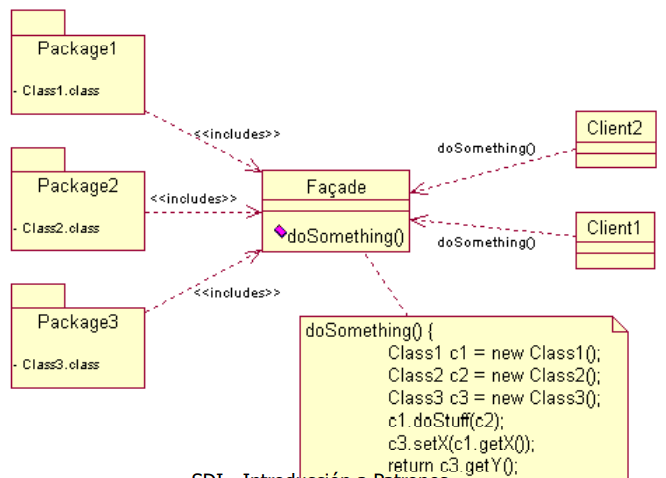 Package1
- Class1.class
<<includes>>
Package2
- Class2.class
<<includes>>
Package3
- Class3.class
<<includes>>
Façade
doSomething()
Client2
doSomething()
Client1
doSomething()
doSomething() {
Class1 c1 = new Class1();
Class2 c2 = new Class2();
Class3 c3 = new Class3();
c1.doStuff(c2);
c3.setX(c1.getX());
return c3.getY();